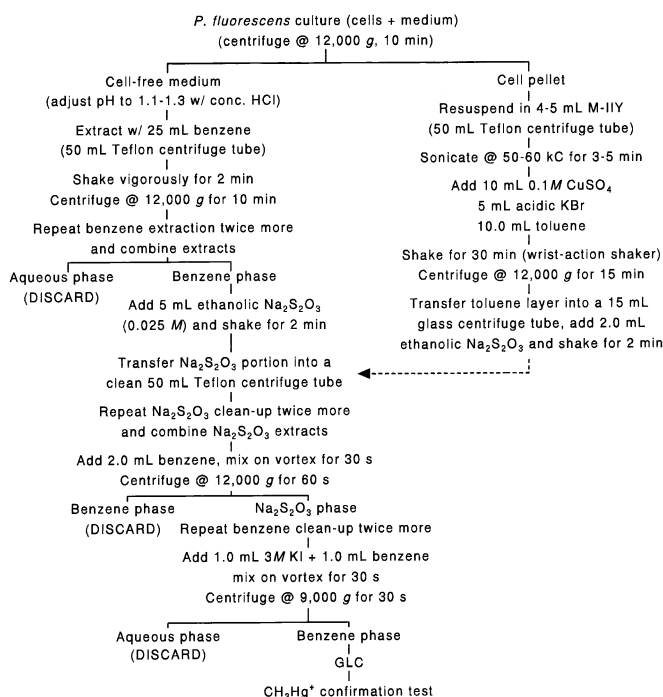 P. fluorescens culture (cells + medium)
(centrifuge @ 12,000 g, 10 min)
Cell-free medium
(adjust pH to 1.1-1.3 w/ conc. HCl)
Extract w/ 25 mL benzene
(50 mL Teflon centrifuge tube)
Shake vigorously for 2 min
Centrifuge @ 12,000 g for 10 min
Repeat benzene extraction twice more
and combine extracts
Aqueous phase
(DISCARD)
Benzene phase
Add 5 mL ethanolic Na₂S₂O₃
(0.025 M) and shake for 2 min
Cell pellet
Resuspend in 4-5 mL M-IIY
(50 mL Teflon centrifuge tube)
Sonicate @ 50-60 kC for 3-5 min
Add 10 mL 0.1M CuSO₄
5 mL acidic KBr
10.0 mL toluene
Shake for 30 min (wrist-action shaker)
Centrifuge @ 12,000 g for 15 min
Transfer toluene layer into a 15 mL
glass centrifuge tube, add 2.0 mL
ethanolic Na₂S₂O₃ and shake for 2 min
Transfer Na₂S₂O₃ portion into a
clean 50 mL Teflon centrifuge tube
Repeat Na₂S₂O₃ clean-up twice more
and combine Na₂S₂O₃ extracts
Add 2.0 mL benzene, mix on vortex for 30 s
Centrifuge @ 12,000 g for 60 s
Benzene phase
(DISCARD)
Na₂S₂O₃ phase
Repeat benzene clean-up twice more
Add 1.0 mL 3M KI + 1.0 mL benzene
mix on vortex for 30 s
Centrifuge @ 9,000 g for 30 s
Aqueous phase
(DISCARD)
Benzene phase
GLC
CH₃Hg⁺ confirmation test